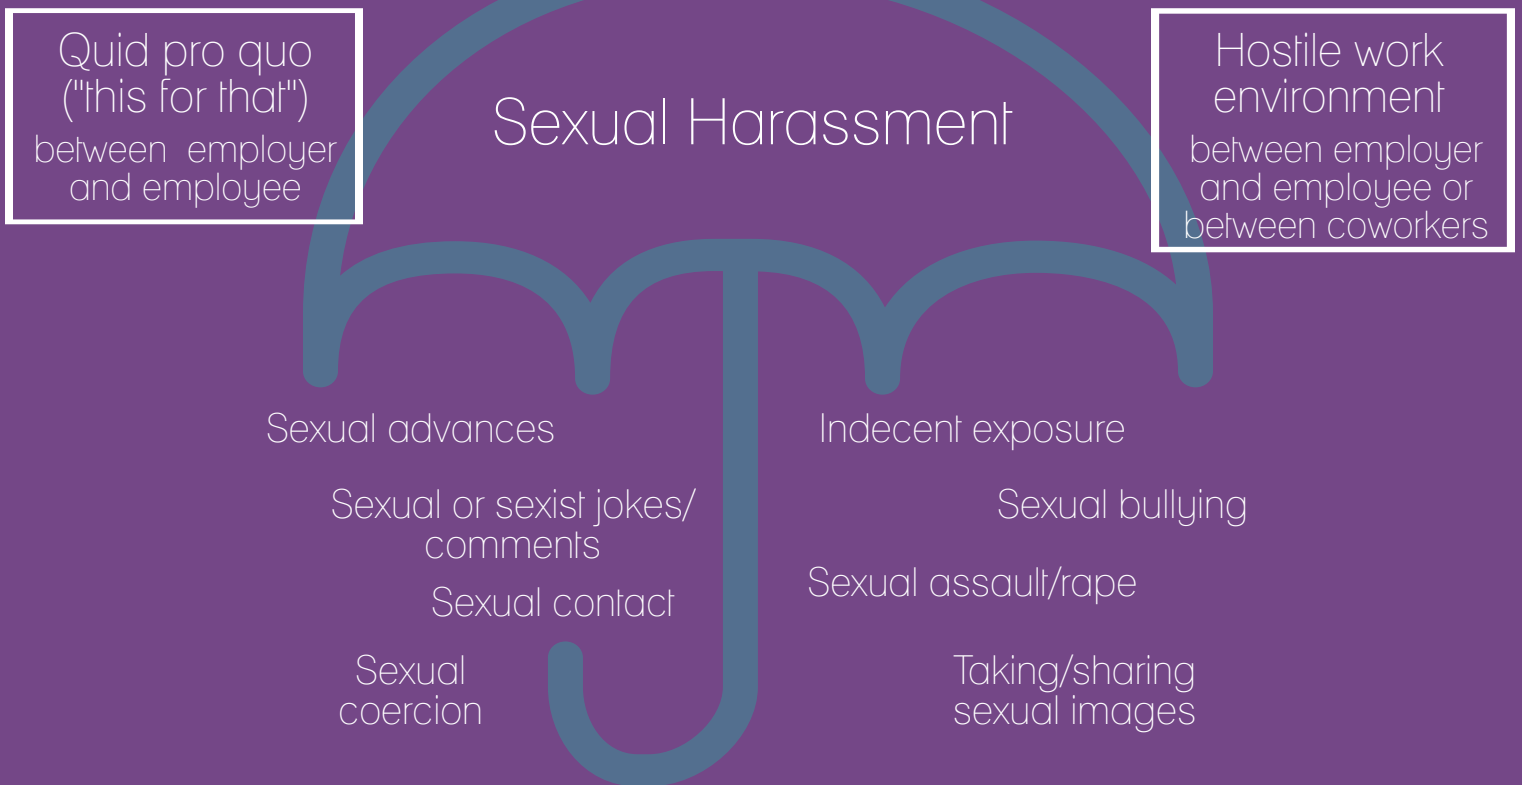 Quid pro quo
("this for that")
between employer
and employee
Sexual Harassment
Hostile work
environment
between employer
and employee or
between coworkers
Sexual advances
Sexual or sexist jokes/
comments
Sexual contact
Sexual
coercion
Indecent exposure
Sexual bullying
Sexual assault/rape
Taking/sharing
sexual images